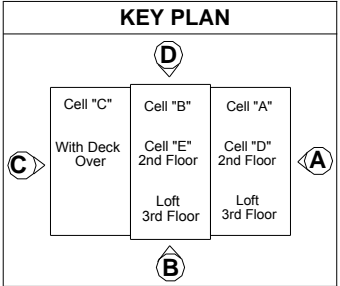 KEY PLAN
D
Cell "C"
With Deck
Over
Cell "B"
Cell "E"
2nd Floor
Loft
3rd Floor
Cell "A"
Cell "D"
2nd Floor
Loft
3rd Floor
C
A
B